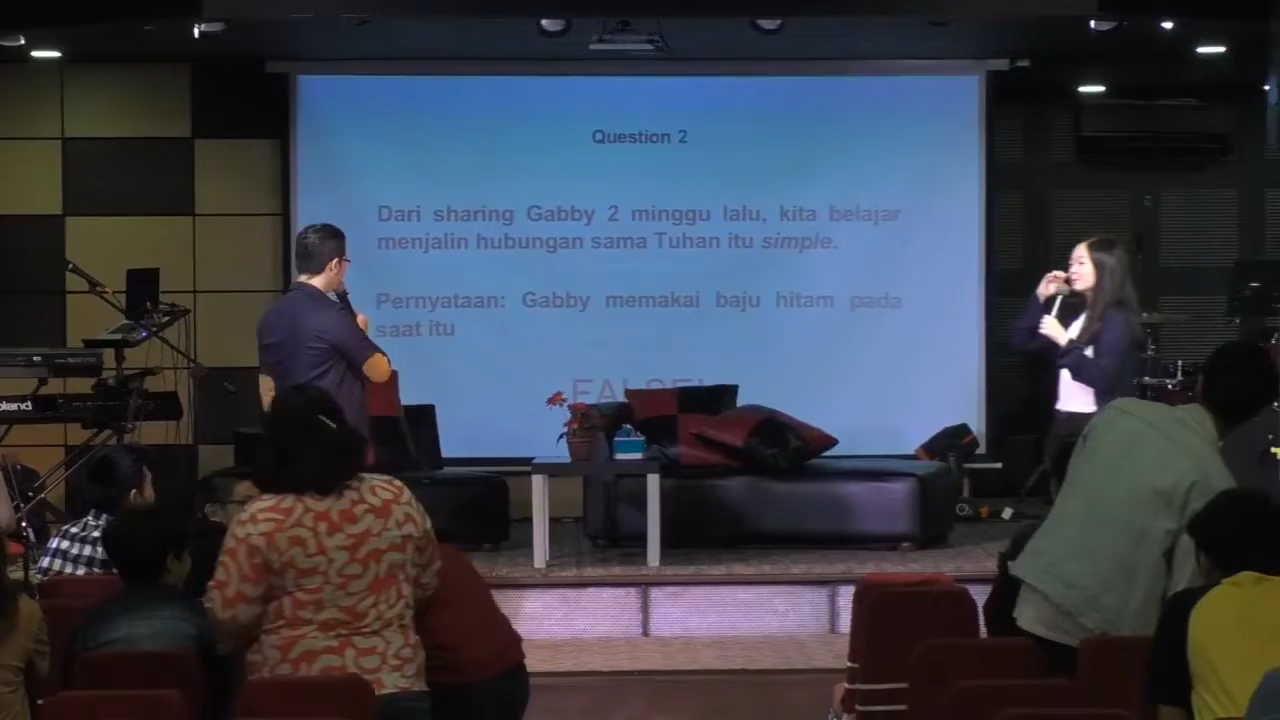 Question 2
Dari sharing Gabby 2 minggu lalu, kita belajar
menjalin hubungan sama Tuhan itu simple.
Pernyataan: Gabby memakai baju hitam pada
saat itu
FALSE!